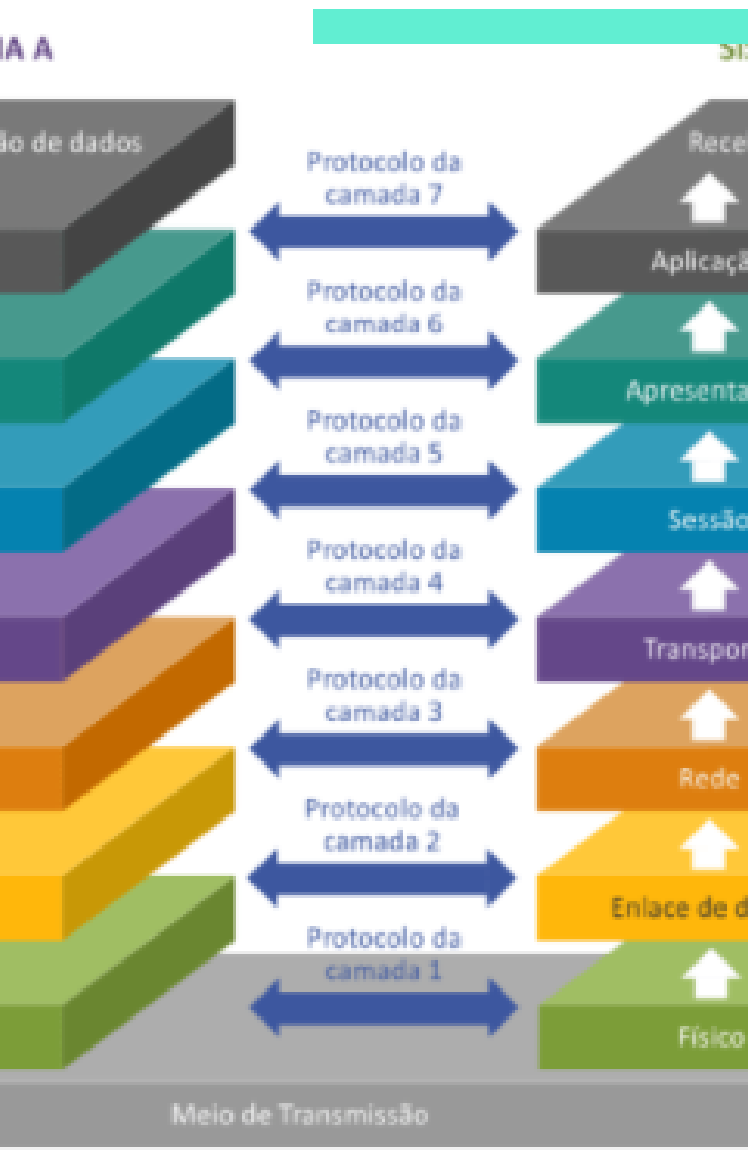 A
de dados
Protocolo da
camada 7
Aplicaçã
Protocolo da
camada 6
Apresenta
Protocolo da
camada 5
Sessão
Protocolo da
camada 4
Transpor
Protocolo da
camada 3
Rede
Protocolo da
camada 2
Enlace de d
Protocolo da
camada 1
Físico
Meio de Transmissão